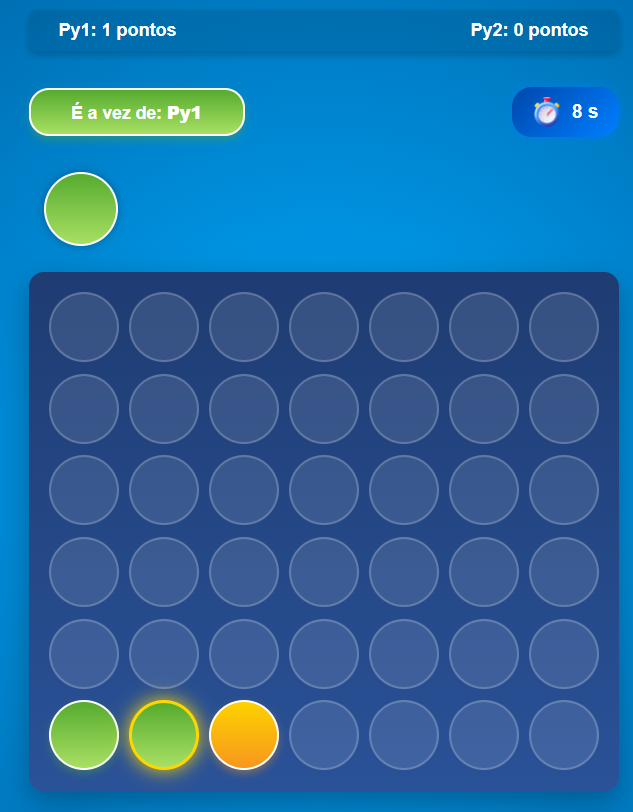 Py1: 1 pontos
Py2: 0 pontos
É a vez de: Py1
8 s